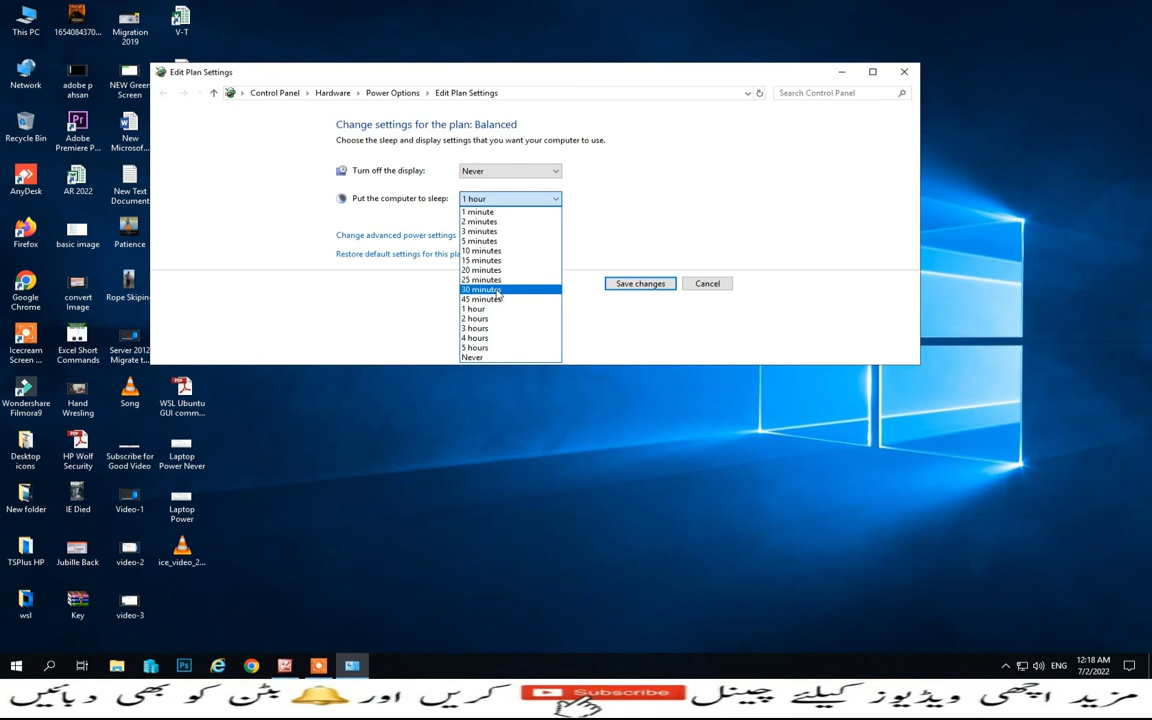 This PC
1654084370...
Migration
2019
V-T
Network
adobe p
ahsan
NEW Green
Screen
Recycle Bin
Adobe
Premiere P...
New
Microsof...
AnyDesk
AR 2022
New Text
Document
Firefox
basic image
Patience
Google
Chrome
convert
Image
Rope Skiping
Icecream
Screen ...
Excel Short
Commands
Server 2012
Migrate t...
Wondershare
Filmora9
Hand
Wresling
Song
WSL Ubuntu
GUI comm...
Desktop
icons
HP Wolf
Security
Subscribe for
Good Video
Laptop
Power Never
New folder
IE Died
Video-1
Laptop
Power
TSPlus HP
Jubille Back
video-2
ice_video_2...
wsl
Key
video-3
Edit Plan Settings
Control Panel › Hardware › Power Options › Edit Plan Settings
Search Control Panel
Change settings for the plan: Balanced
Choose the sleep and display settings that you want your computer to use.
Turn off the display: Never
Put the computer to sleep: 1 hour
1 minute
2 minutes
3 minutes
5 minutes
10 minutes
15 minutes
20 minutes
25 minutes
30 minutes
45 minutes
1 hour
2 hours
3 hours
4 hours
5 hours
Never
Change advanced power settings
Restore default settings for this pla
Save changes
Cancel
ENG
12:18 AM
7/2/2022
مزید اچھی ویڈیوز کیلئے چینل Subscribe کریں اور بٹن کو بھی دبائیں